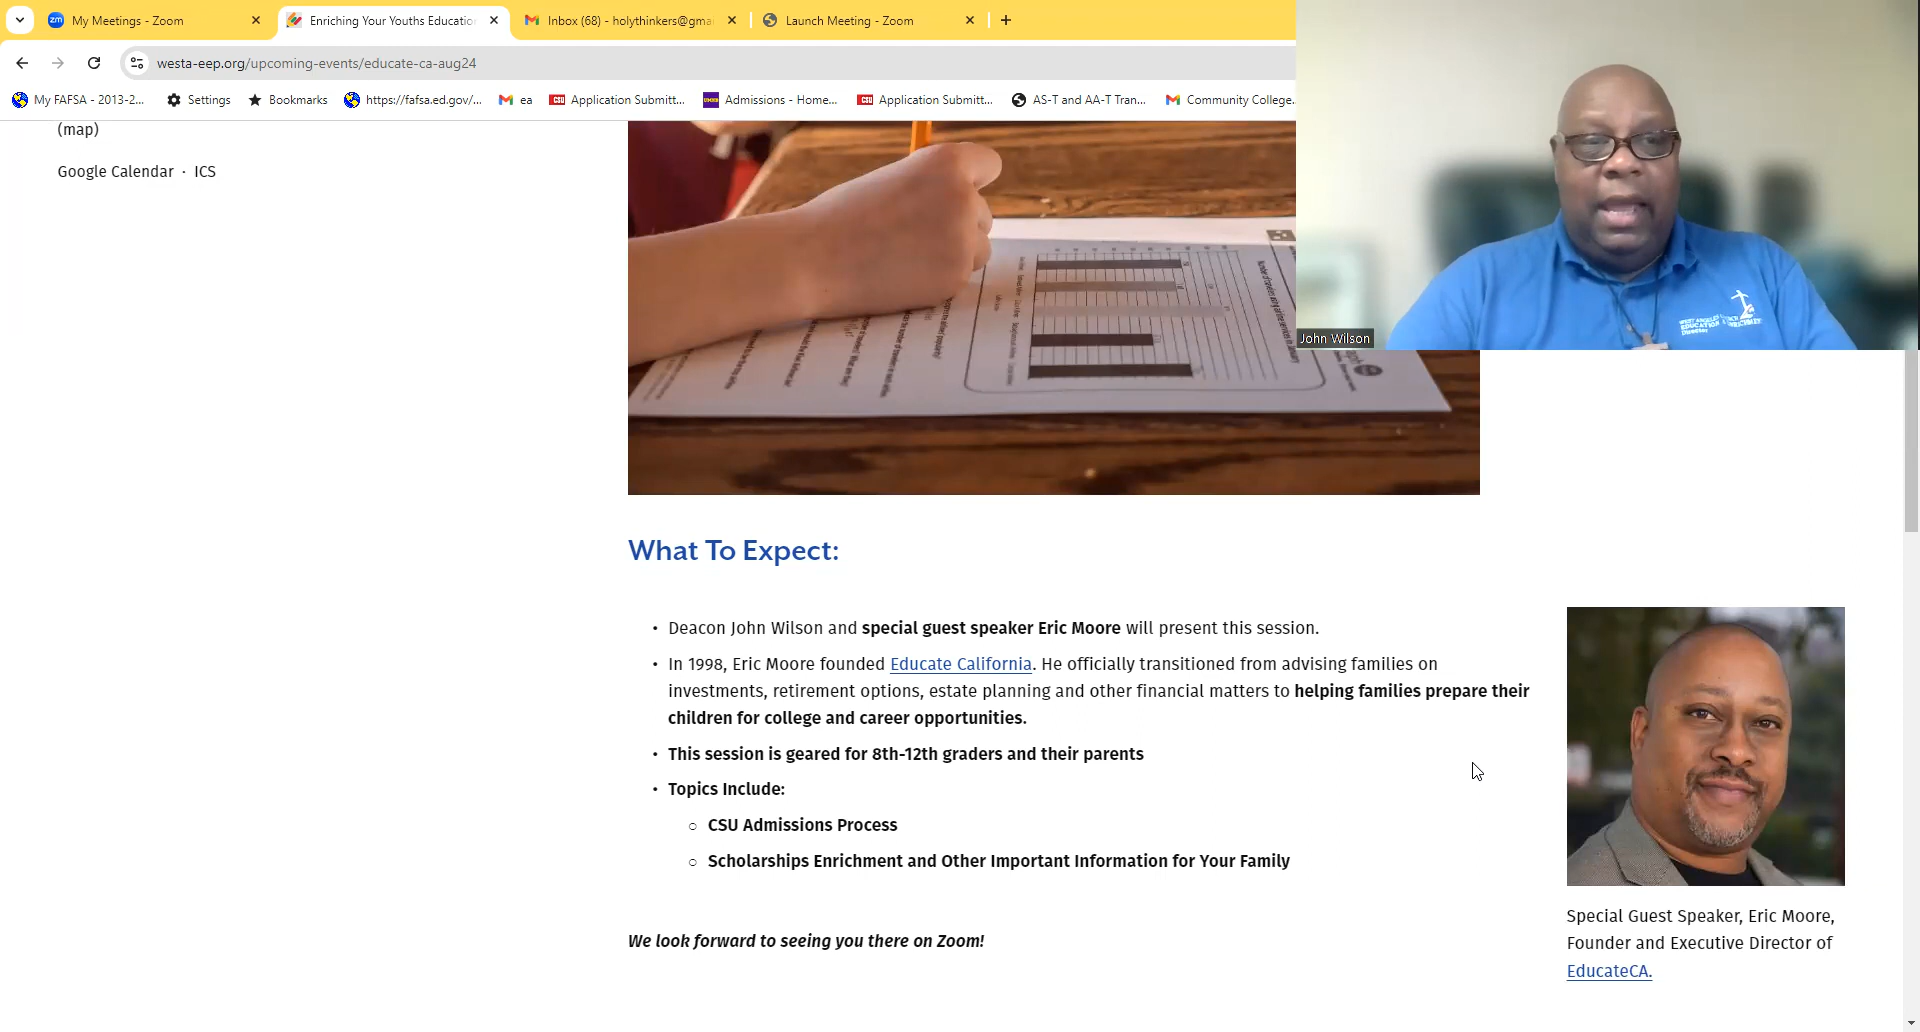 My Meetings - Zoom
Enriching Your Youths Educatio
Inbox (68) - holythinkers@gma
Launch Meeting - Zoom
westa-eep.org/upcoming-events/educate-ca-aug24
My FAFSA - 2013-2...
Settings
Bookmarks
https://fafsa.ed.gov/...
ea
Application Submitt...
Admissions - Home...
Application Submitt...
AS-T and AA-T Tran...
Community College...
(map)
Google Calendar · ICS
John Wilson
What To Expect:
• Deacon John Wilson and special guest speaker Eric Moore will present this session.
• In 1998, Eric Moore founded Educate California. He officially transitioned from advising families on
investments, retirement options, estate planning and other financial matters to helping families prepare their
children for college and career opportunities.
• This session is geared for 8th-12th graders and their parents
• Topics Include:
○ CSU Admissions Process
○ Scholarships Enrichment and Other Important Information for Your Family
We look forward to seeing you there on Zoom!
Special Guest Speaker, Eric Moore,
Founder and Executive Director of
EducateCA.